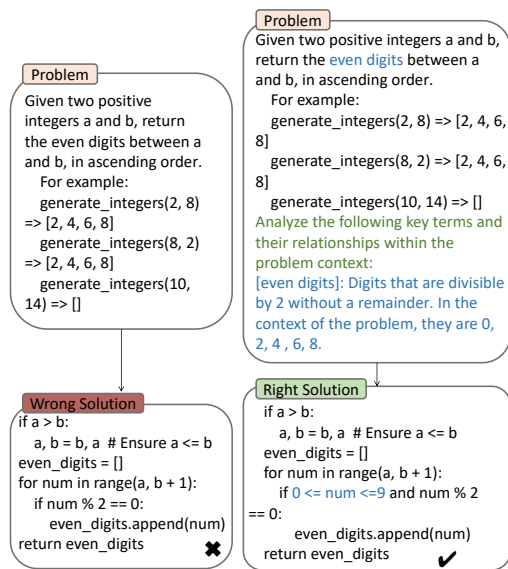 Problem
Given two positive
integers a and b, return
the even digits between a
and b, in ascending order.
For example:
generate_integers(2, 8)
=> [2, 4, 6, 8]
generate_integers(8, 2)
=> [2, 4, 6, 8]
generate_integers(10,
14) => []
Wrong Solution
if a > b:
a, b = b, a # Ensure a <= b
even_digits = []
for num in range(a, b + 1):
if num % 2 == 0:
even_digits.append(num)
return even_digits ✖
Problem
Given two positive integers a and b,
return the even digits between a
and b, in ascending order.
For example:
generate_integers(2, 8) => [2, 4, 6,
8]
generate_integers(8, 2) => [2, 4, 6,
8]
generate_integers(10, 14) => []
Analyze the following key terms and
their relationships within the
problem context:
[even digits]: Digits that are divisible
by 2 without a remainder. In the
context of the problem, they are 0,
2, 4 , 6, 8.
Right Solution
if a > b:
a, b = b, a # Ensure a <= b
even_digits = []
for num in range(a, b + 1):
if 0 <= num <=9 and num % 2
== 0:
even_digits.append(num)
return even_digits ✔